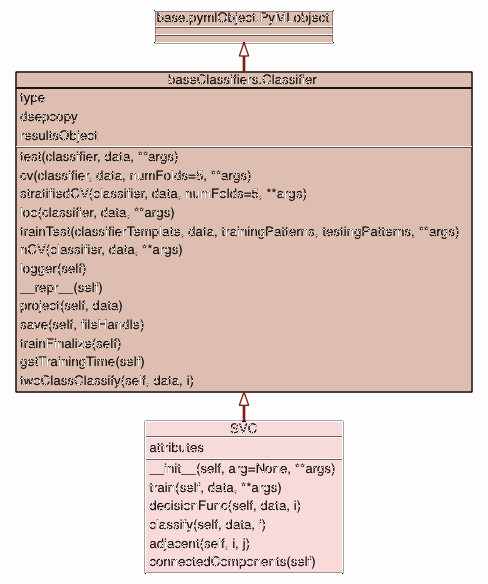 base.pymlObject.PyMLobject
baseClassifiers.Classifier
type
deepcopy
resultsObject
test(classifier, data, **args)
cv(classifier, data, numFolds=5, **args)
stratifiedCV(classifier, data, numFolds=5, **args)
loo(classifer, data, **args)
trainTest(classifierTemplate, data, trainingPatterns, testingPatterns, **args)
nCV(classifier, data, **args)
logger(self)
__repr__(self)
project(self, data)
save(self, fileHandle)
trainFinalize(self)
getTrainingTime(self)
twoClassClassify(self, data, i)
SVC
attributes
__init__(self, arg=None, **args)
train(self, data, **args)
decisionFunc(self, data, i)
classify(self, data, i)
adjacent(self, i, j)
connectedComponents(self)